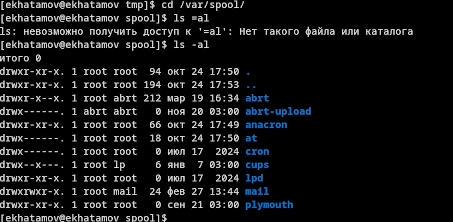 [ekhatamov@ekhatamov tmp]$ cd /var/spool/
[ekhatamov@ekhatamov spool]$ ls =al
ls: невозможно получить доступ к '=al': Нет такого файла или каталога
[ekhatamov@ekhatamov spool]$ ls -al
итого 0
drwxr-xr-x. 1 root root  94 окт 24 17:50 .
drwxr-xr-x. 1 root root 194 окт 24 17:53 ..
drwxr-x--x. 1 root abrt 212 мар 19 16:34 abrt
drwx------. 1 abrt abrt   0 ноя 20 03:00 abrt-upload
drwxr-xr-x. 1 root root  66 окт 24 17:49 anacron
drwx------. 1 root root  18 окт 24 17:50 at
drwx------. 1 root root   0 июл 17  2024 cron
drwx--x---. 1 root lp     6 янв  7 03:00 cups
drwxr-xr-x. 1 root root   0 июл 17  2024 lpd
drwxrwxr-x. 1 root mail  24 фев 27 13:44 mail
drwxr-xr-x. 1 root root   0 сен 21 03:00 plymouth
[ekhatamov@ekhatamov spool]$